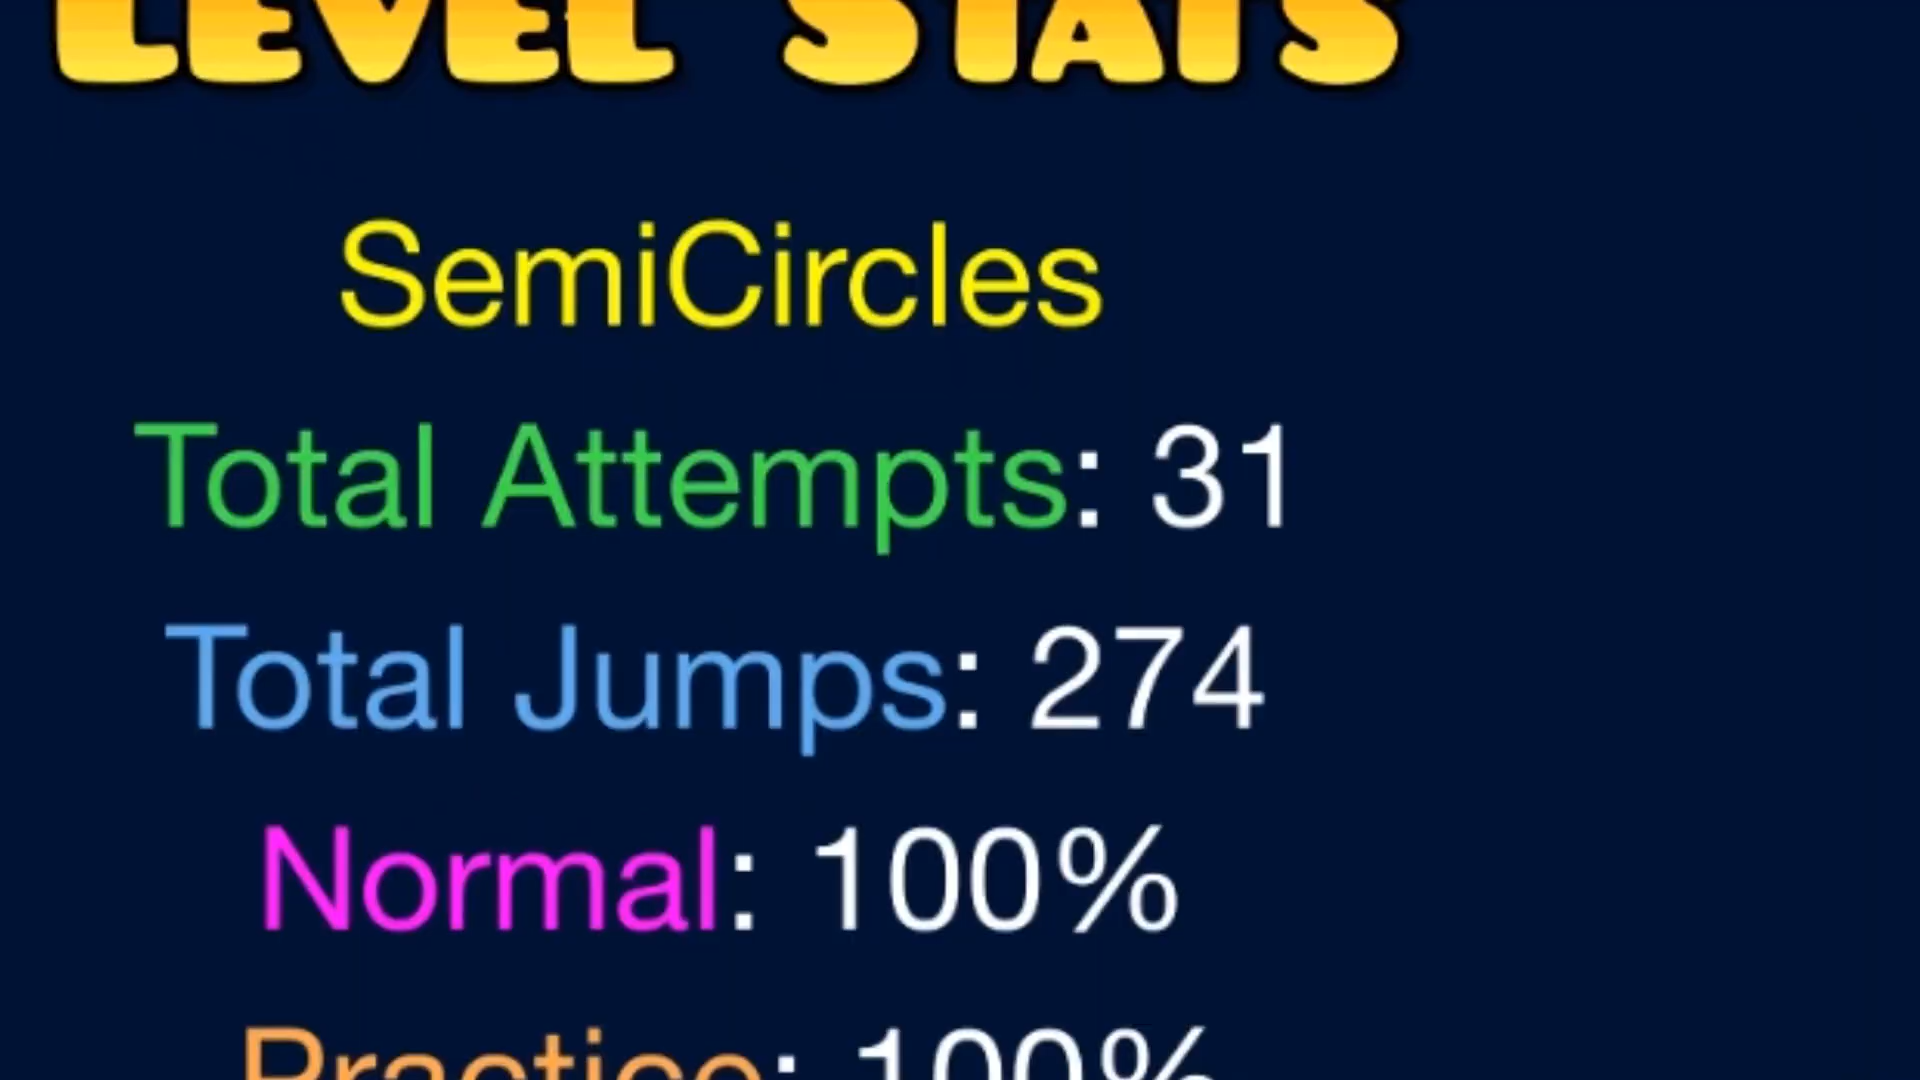 LEVEL STATS
SemiCircles
Total Attempts: 31
Total Jumps: 274
Normal: 100%
Practice: 100%